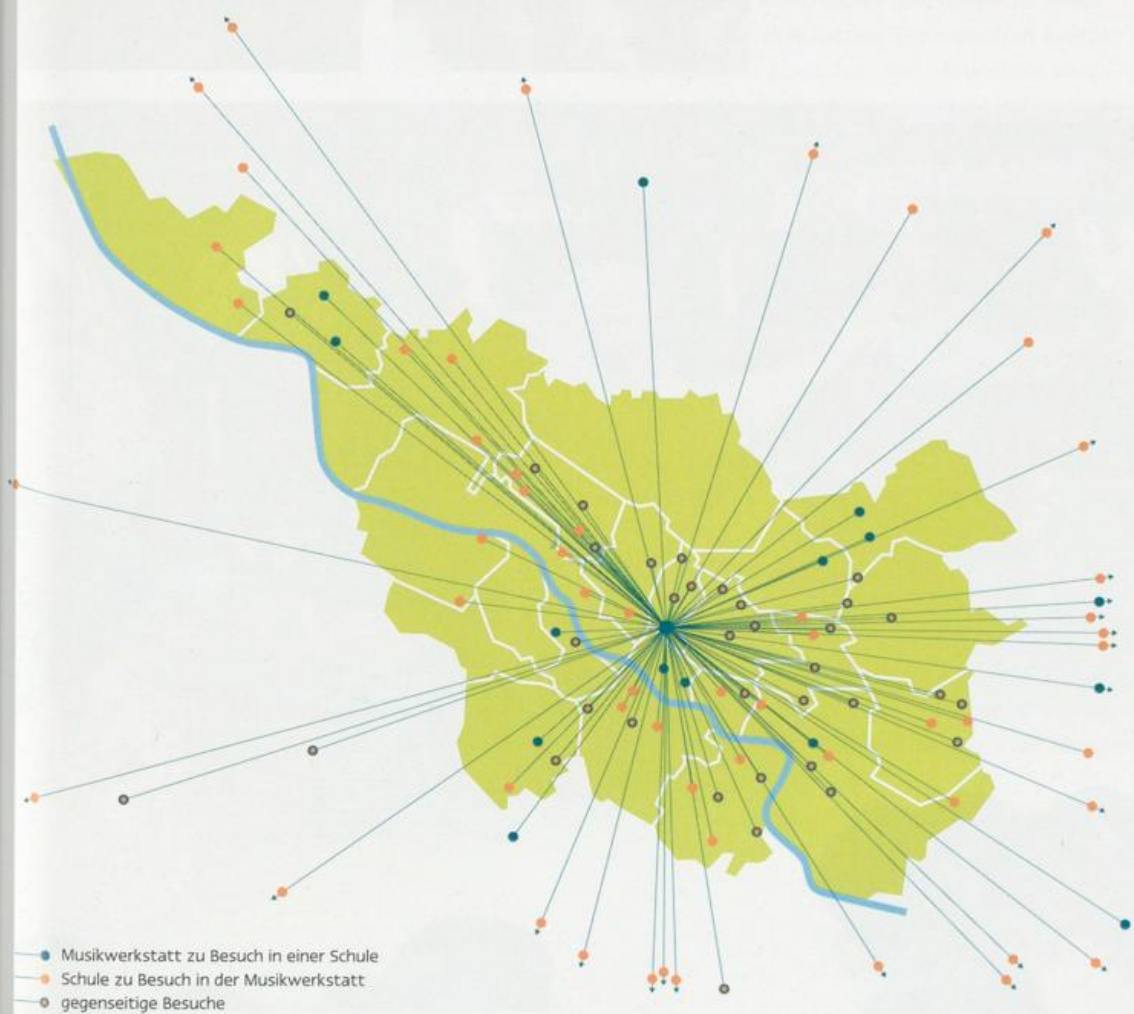 Musikwerkstatt zu Besuch in einer Schule
Schule zu Besuch in der Musikwerkstatt
gegenseitige Besuche